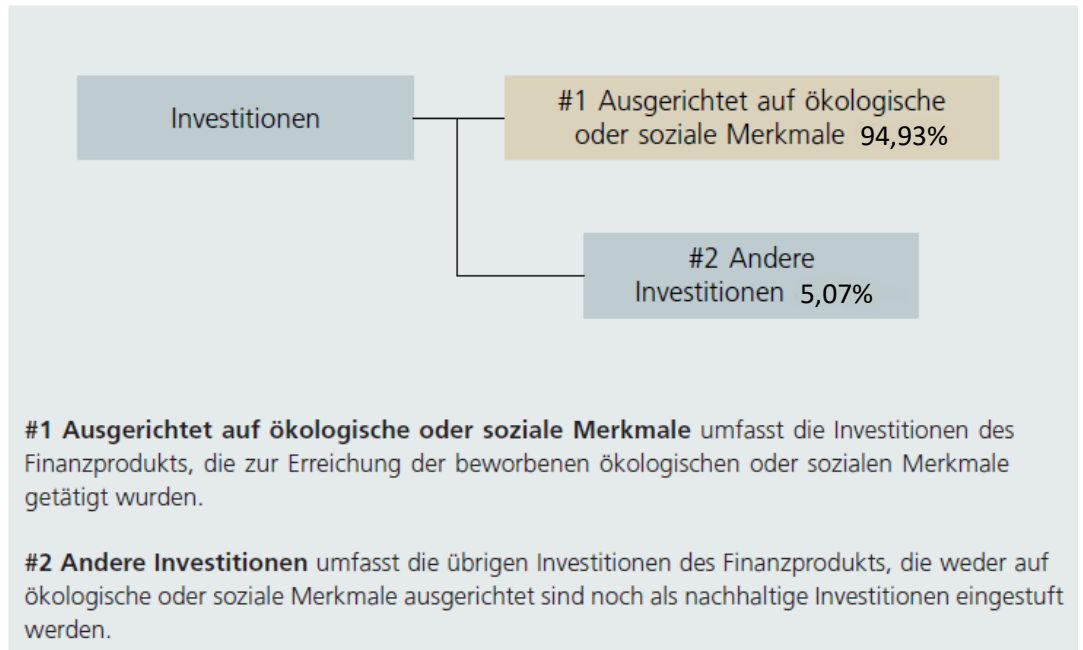 Investitionen
#1 Ausgerichtet auf ökologische
oder soziale Merkmale 94,93%
#2 Andere
Investitionen 5,07%
#1 Ausgerichtet auf ökologische oder soziale Merkmale umfasst die Investitionen des
Finanzprodukts, die zur Erreichung der beworbenen ökologischen oder sozialen Merkmale
getätigt wurden.
#2 Andere Investitionen umfasst die übrigen Investitionen des Finanzprodukts, die weder auf
ökologische oder soziale Merkmale ausgerichtet sind noch als nachhaltige Investitionen eingestuft
werden.